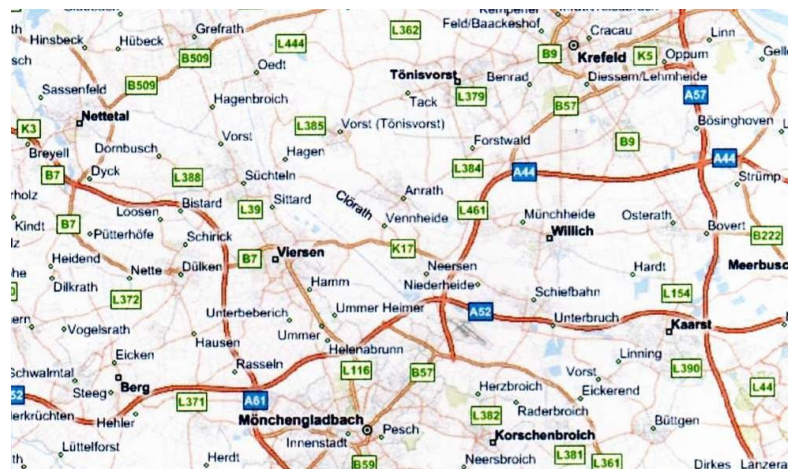 Grefrath
L362
Kempener
Feld/Baackeshof
Cracau
Linn
Hinsbeck
Hübeck
B509
L444
B9
Krefeld
K5
Oppum
Gelle
B509
Oedt
Tönisvorst
Benrad
Diessem/Lehmheide
Sassenfeld
Hagenbroich
Tack
L379
B57
A57
Nettetal
K3
Vorst
L385
Vorst (Tönisvorst)
Bösinghoven
Breyell
Dornbusch
Hagen
Forstwald
B9
B7
Dyck
L388
Süchteln
L384
A44
A44
Strümp
Loosen
Bistard
L39
Sittard
Clörath
Anrath
L461
Münchheide
Osterath
Kindt
B7
Pütterhöfe
Schirick
Vennheide
Willich
Bovert
B222
Viersen
K17
Heidend
Nette
Dülken
B7
Neersen
Meerbusc
Dilkrath
Hamm
Niederheide
Hardt
L372
Schiefbahn
L154
Unterbeberich
Ummer Heimer
A52
Vogelsrath
Unterbruch
Kaarst
Hausen
Ummer
Helenabrunn
Eicken
Linning
Schwalmtal
Rasseln
L116
B57
Vorst
L390
Berg
Steeg
Herzbroich
Eickerend
L44
52
L371
A61
Raderbroich
erkrüchten
Hehler
Mönchengladbach
L382
Büttgen
Innenstadt
Pesch
Korschenbroich
Lüttelforst
Herdt
B59
Neersbroich
L381
L361
Dirkes
Lanzera